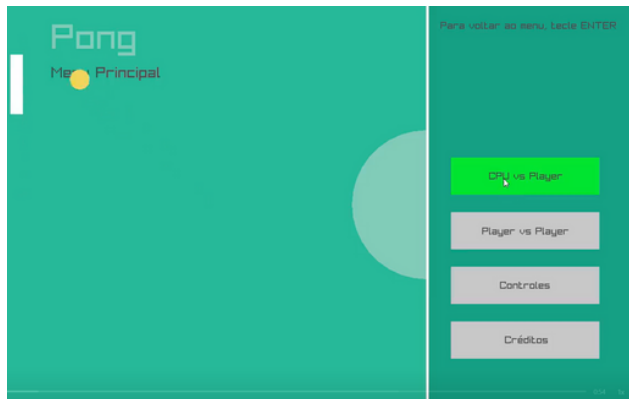 Pong
Menu Principal
Para voltar ao menu, tecle ENTER
CPU vs Player
Player vs Player
Controles
Créditos